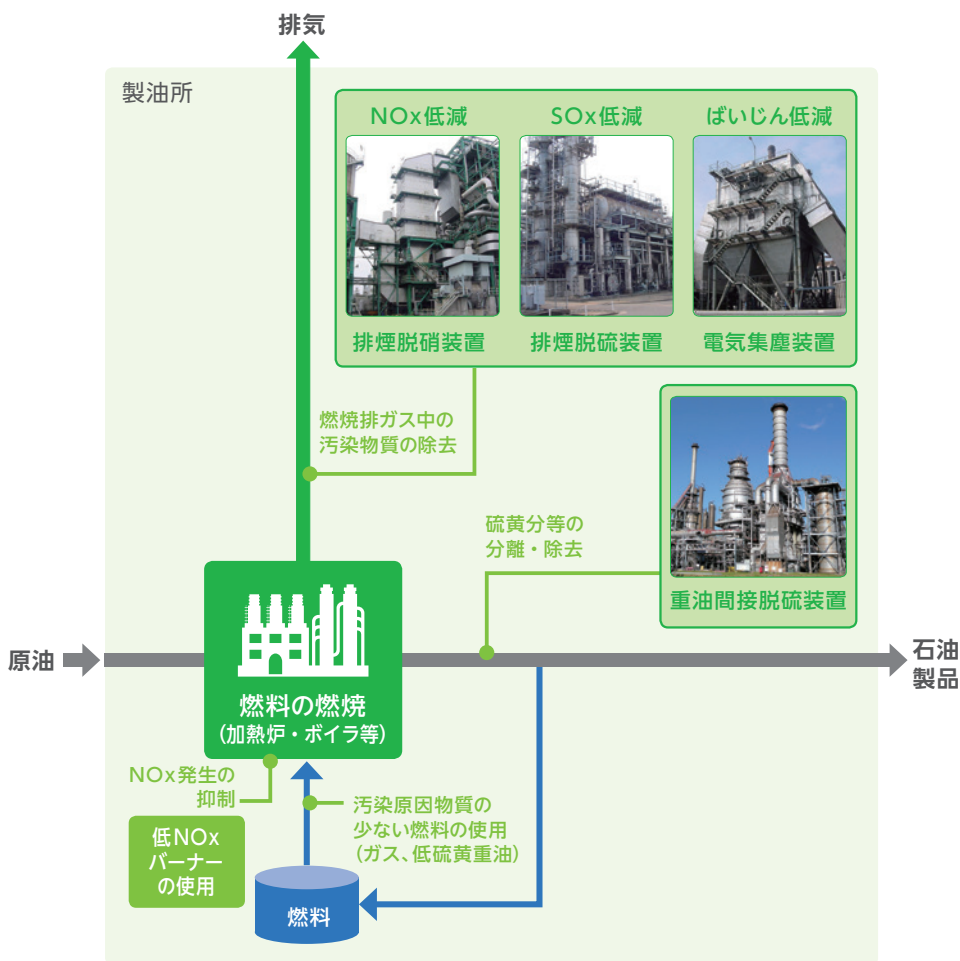 排気
製油所
NOx低減
SOx低減
ばいじん低減
排煙脱硝装置
排煙脱硫装置
電気集塵装置
燃焼排ガス中の
汚染物質の除去
硫黄分等の
分離・除去
重油間接脱硫装置
原油
石油
製品
燃料の燃焼
(加熱炉・ボイラ等)
NOx発生の
抑制
汚染原因物質の
少ない燃料の使用
(ガス、低硫黄重油)
低NOx
バーナー
の使用
燃料